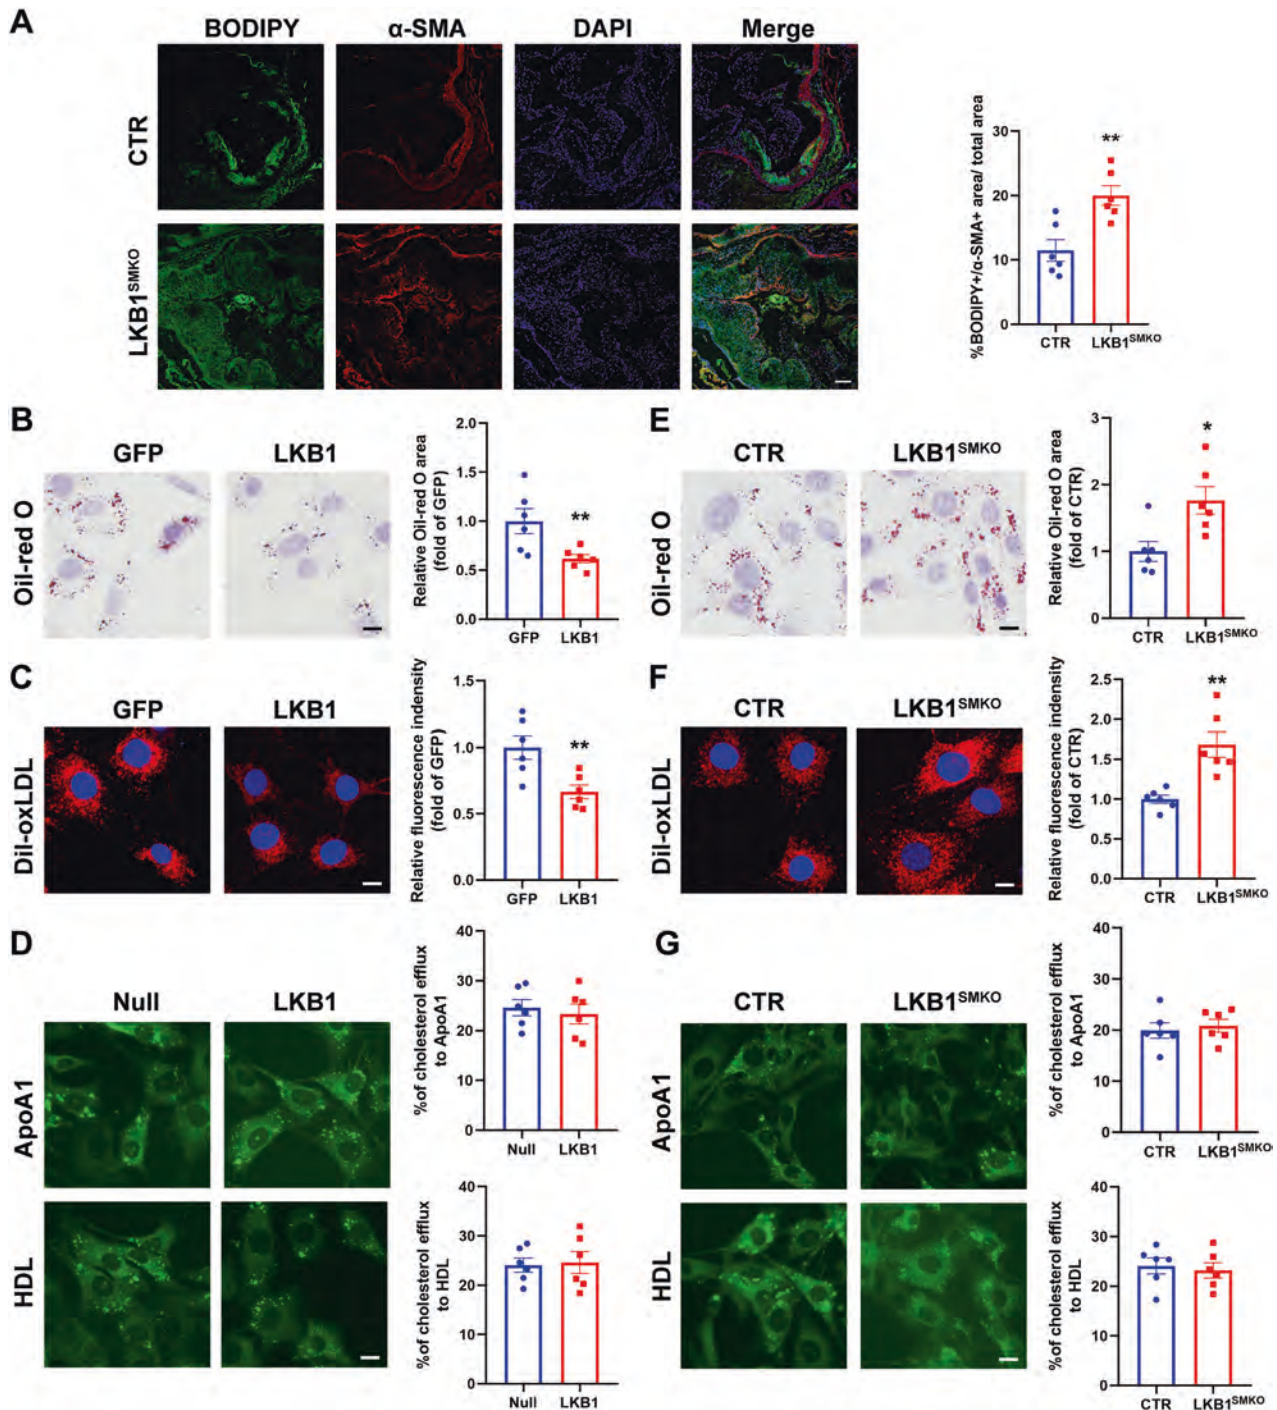 A
BODIPY α-SMA DAPI Merge
CTR
LKB1SMKO
%BODIPY+/α-SMA+ area/ total area
30
20
10
0
**
CTR LKB1SMKO
B
GFP LKB1
Oil-red O
Relative Oil-red O area
(fold of GFP)
2.0
1.5
1.0
0.5
0.0
**
GFP LKB1
E
CTR LKB1SMKO
Oil-red O
Relative Oil-red O area
(fold of CTR)
3
2
1
0
*
CTR LKB1SMKO
C
GFP LKB1
Dil-oxLDL
Relative fluorescence indensity
(fold of GFP)
1.5
1.0
0.5
0.0
**
GFP LKB1
F
CTR LKB1SMKO
Dil-oxLDL
Relative fluorescence indensity
(fold of CTR)
2.5
2.0
1.5
1.0
0.5
0.0
**
CTR LKB1SMKO
D
Null LKB1
ApoA1
HDL
%of cholesterol efflux
to ApoA1
40
30
20
10
0
Null LKB1
%of cholesterol efflux
to HDL
40
30
20
10
0
Null LKB1
G
CTR LKB1SMKO
ApoA1
HDL
%of cholesterol efflux
to ApoA1
40
30
20
10
0
CTR LKB1SMKO
%of cholesterol efflux
to HDL
40
30
20
10
0
CTR LKB1SMKO